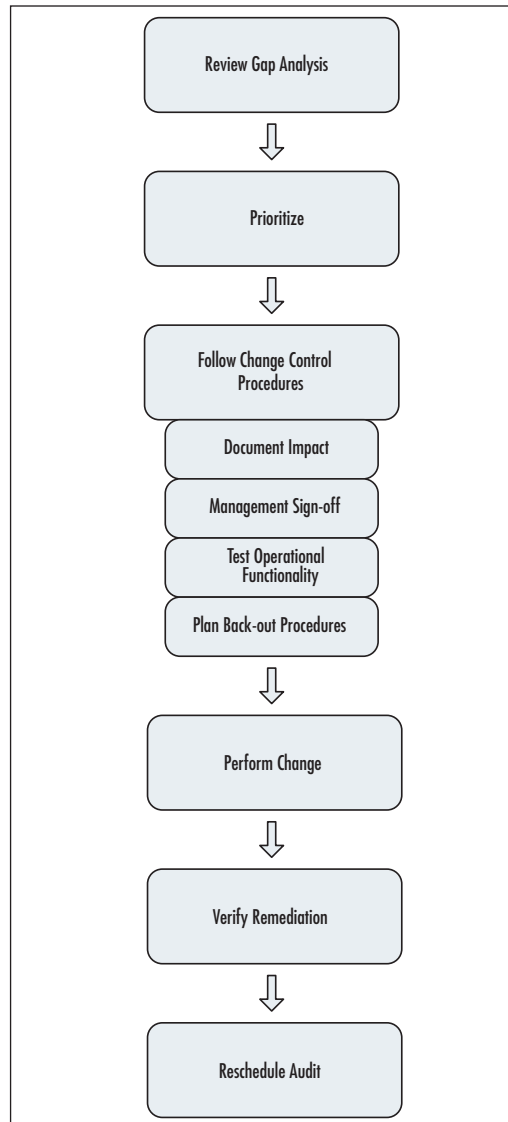 Review Gap Analysis
Prioritize
Follow Change Control
Procedures
Document Impact
Management Sign-off
Test Operational
Functionality
Plan Back-out Procedures
Perform Change
Verify Remediation
Reschedule Audit